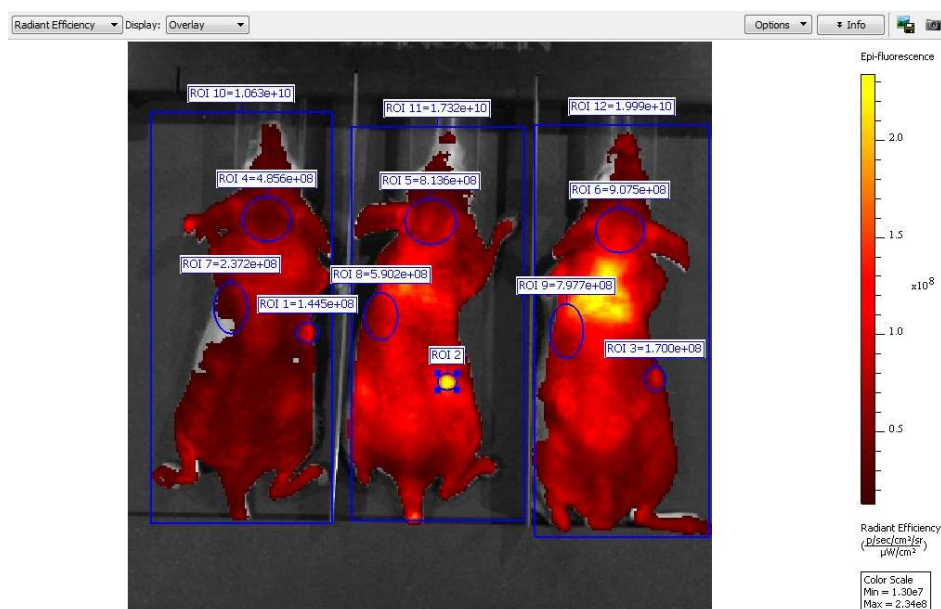 Radiant Efficiency Display: Overlay Options Info
Epi-fluorescence
ROI 10=1.063e+10
ROI 11=1.732e+10
ROI 12=1.999e+10
2.0
ROI 4=4.856e+08
ROI 5=8.136e+08
ROI 6=9.075e+08
1.5
ROI 7=2.372e+08
ROI 8=5.902e+08
ROI 9=7.977e+08
x10⁸
ROI 1=1.445e+08
1.0
ROI 2
ROI 3=1.700e+08
0.5
Radiant Efficiency
(p/sec/cm²/sr
µW/cm²)
Color Scale
Min = 1.30e7
Max = 2.34e8